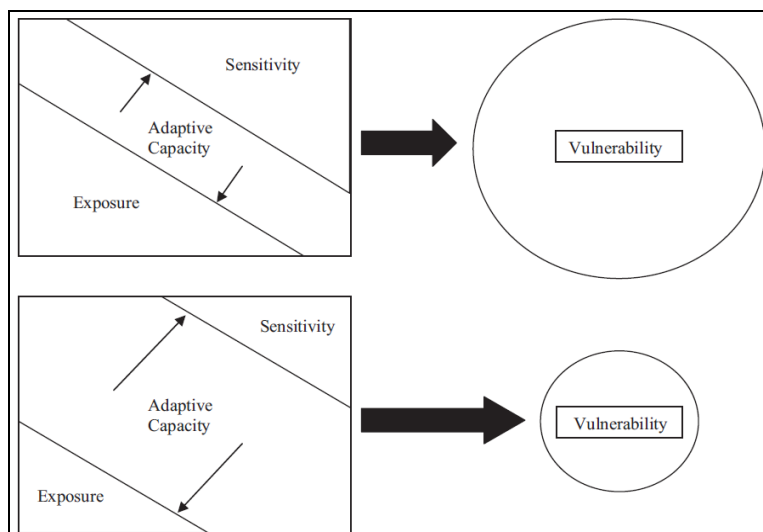 Sensitivity
Adaptive
Capacity
Exposure
Vulnerability
Sensitivity
Adaptive
Capacity
Exposure
Vulnerability